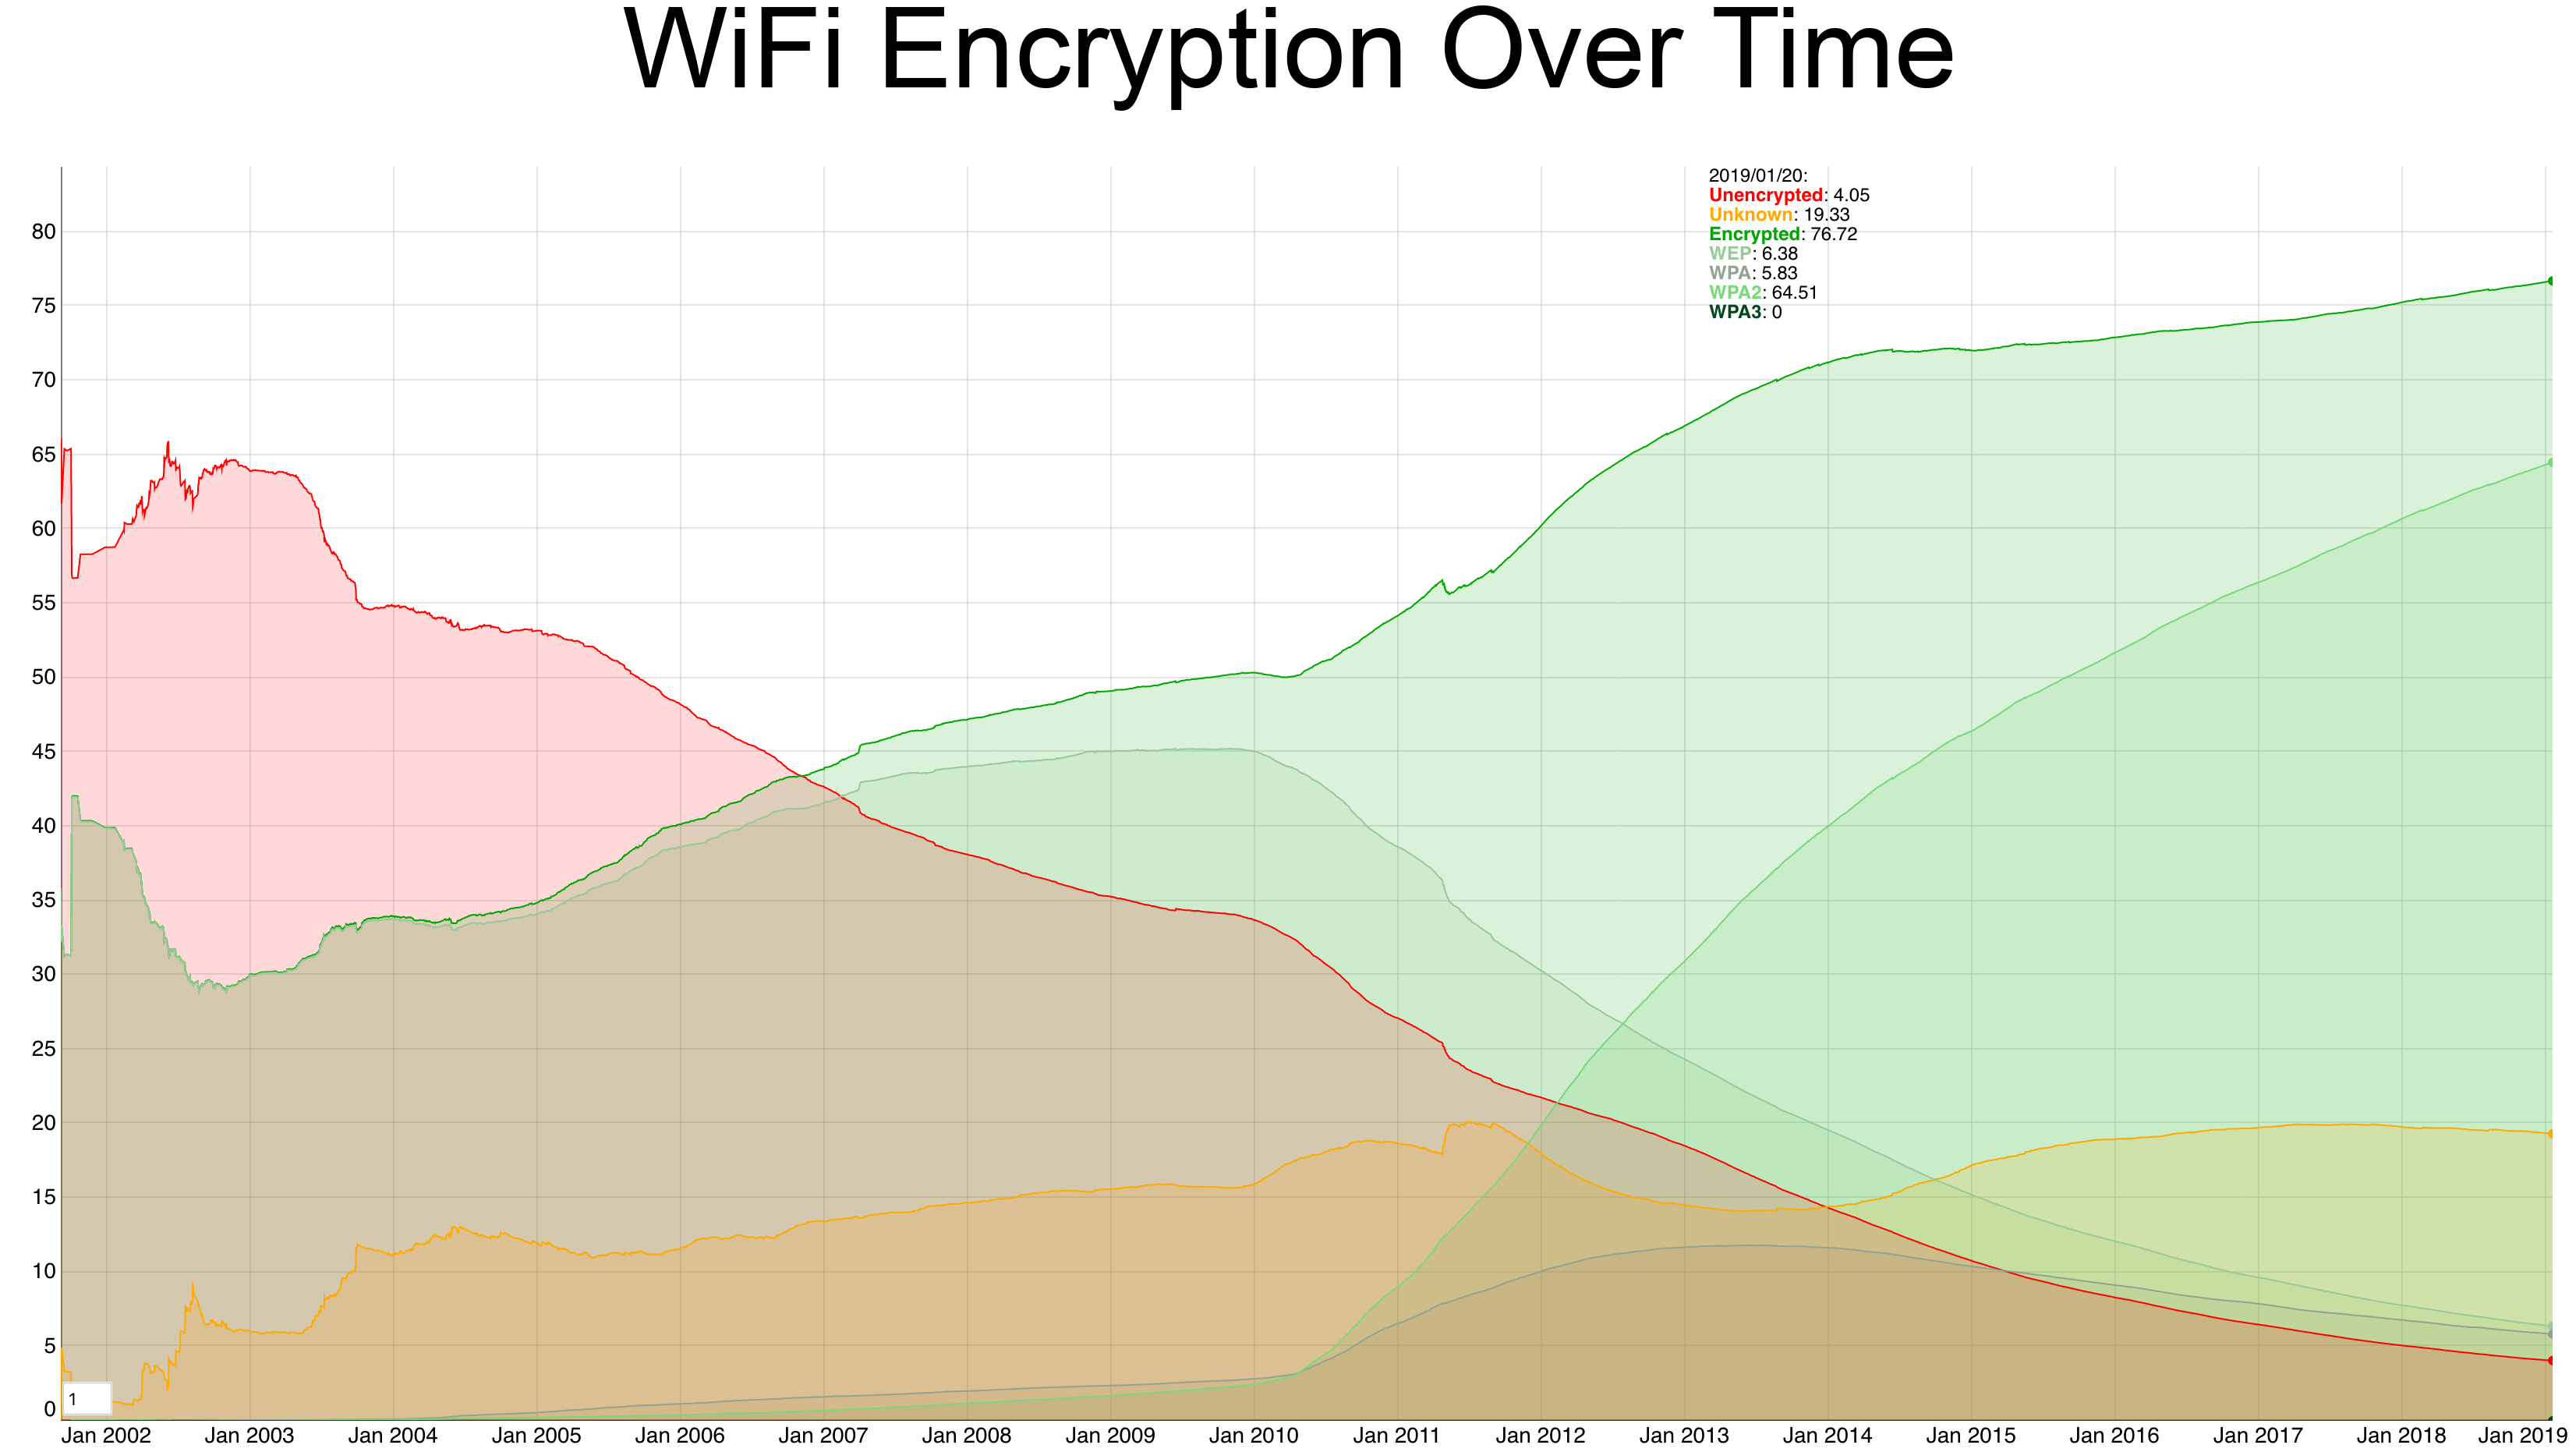 WiFi Encryption Over Time
2019/01/20:
Unencrypted: 4.05
Unknown: 19.33
Encrypted: 76.72
WEP: 6.38
WPA: 5.83
WPA2: 64.51
WPA3: 0
80
75
70
65
60
55
50
45
40
35
30
25
20
15
10
5
0
1
Jan 2002 Jan 2003 Jan 2004 Jan 2005 Jan 2006 Jan 2007 Jan 2008 Jan 2009 Jan 2010 Jan 2011 Jan 2012 Jan 2013 Jan 2014 Jan 2015 Jan 2016 Jan 2017 Jan 2018 Jan 2019